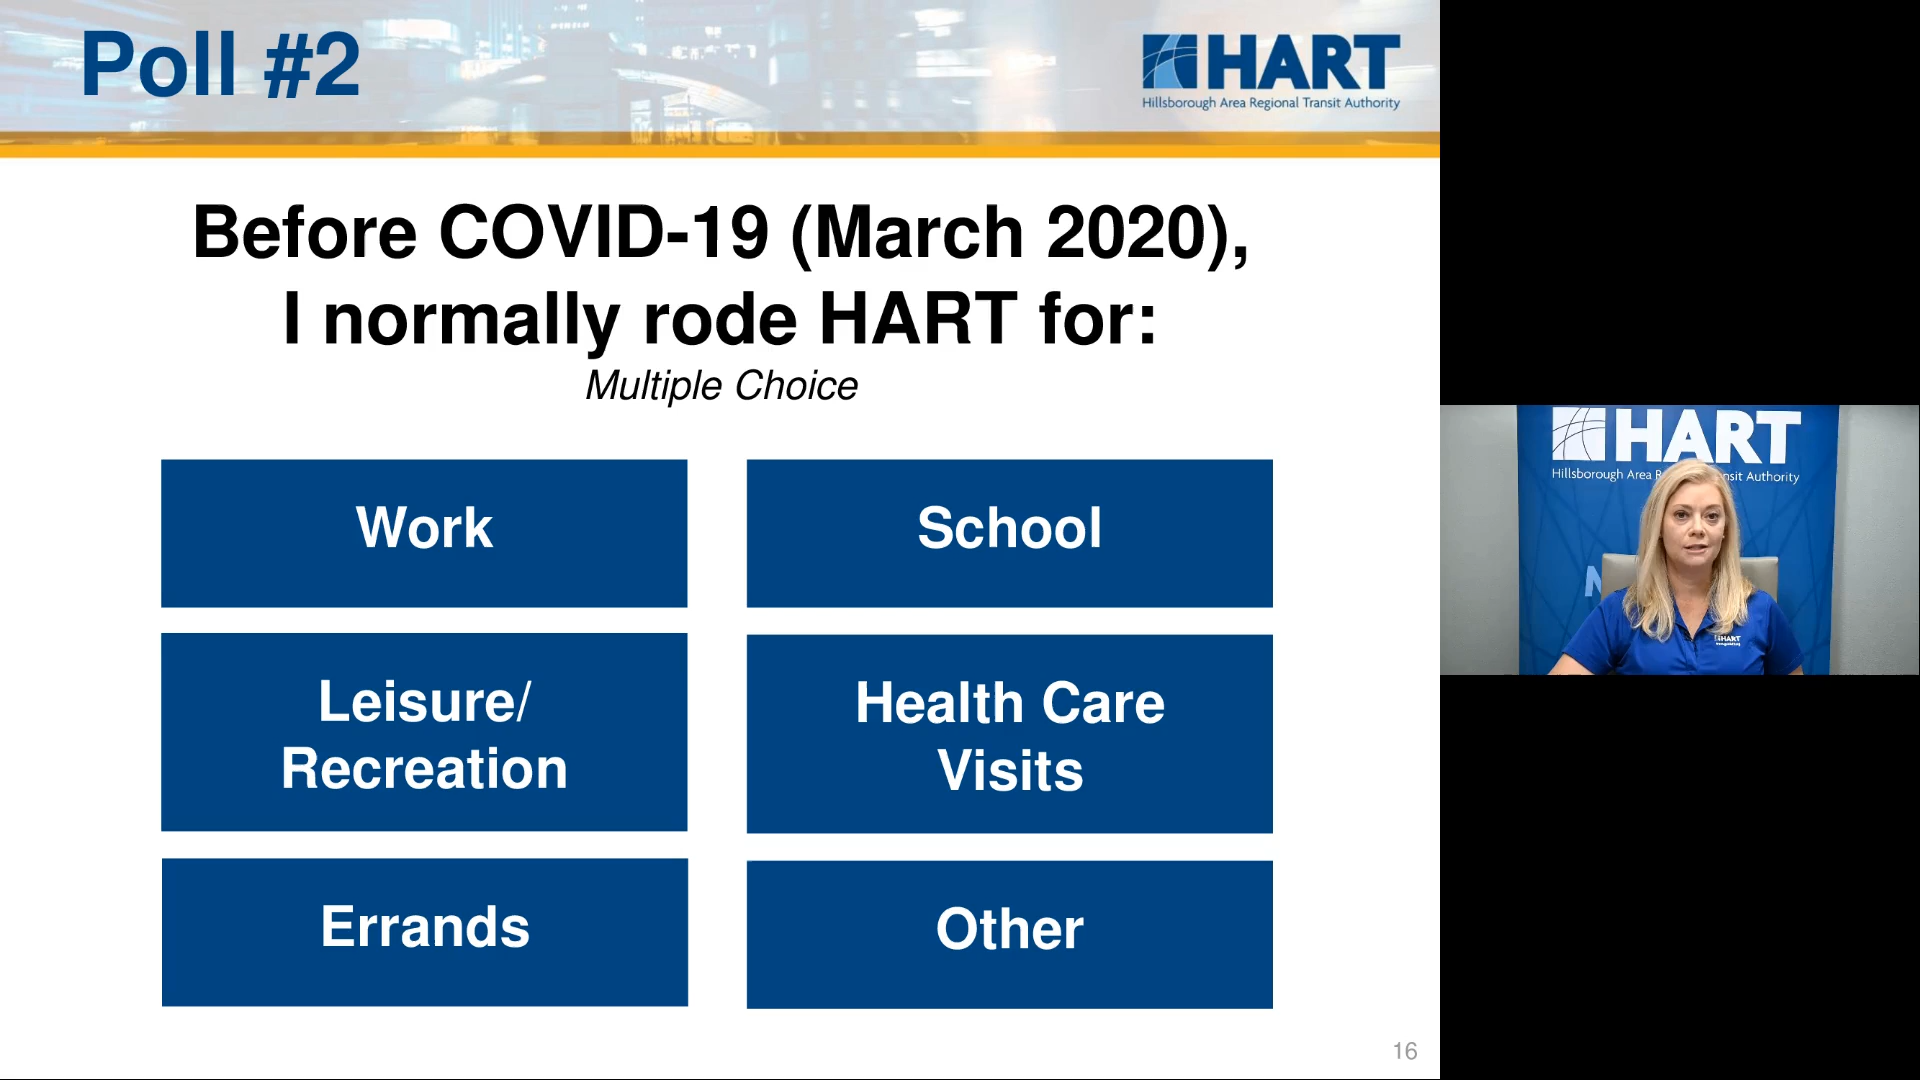 Poll #2
HART
Hillsborough Area Regional Transit Authority
Before COVID-19 (March 2020),
I normally rode HART for:
Multiple Choice
Work
School
Leisure/
Recreation
Health Care
Visits
Errands
Other
16
HART
Hillsborough Area R nsit Authority
N
HART